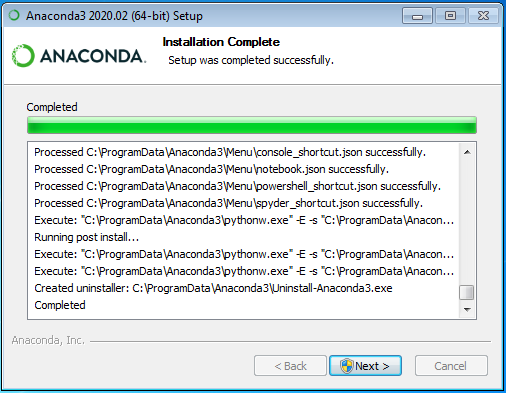 Anaconda3 2020.02 (64-bit) Setup
ANACONDA.
Installation Complete
Setup was completed successfully.
Completed
Processed C:\ProgramData\Anaconda3\Menu\console_shortcut.json successfully.
Processed C:\ProgramData\Anaconda3\Menu\notebook.json successfully.
Processed C:\ProgramData\Anaconda3\Menu\powershell_shortcut.json successfully.
Processed C:\ProgramData\Anaconda3\Menu\spyder_shortcut.json successfully.
Execute: "C:\ProgramData\Anaconda3\pythonw.exe" -E -s "C:\ProgramData\Anacon...
Running post install...
Execute: "C:\ProgramData\Anaconda3\pythonw.exe" -E -s "C:\ProgramData\Anacon...
Execute: "C:\ProgramData\Anaconda3\pythonw.exe" -E -s "C:\ProgramData\Anacon...
Created uninstaller: C:\ProgramData\Anaconda3\Uninstall-Anaconda3.exe
Completed
Anaconda, Inc.
< Back
Next >
Cancel